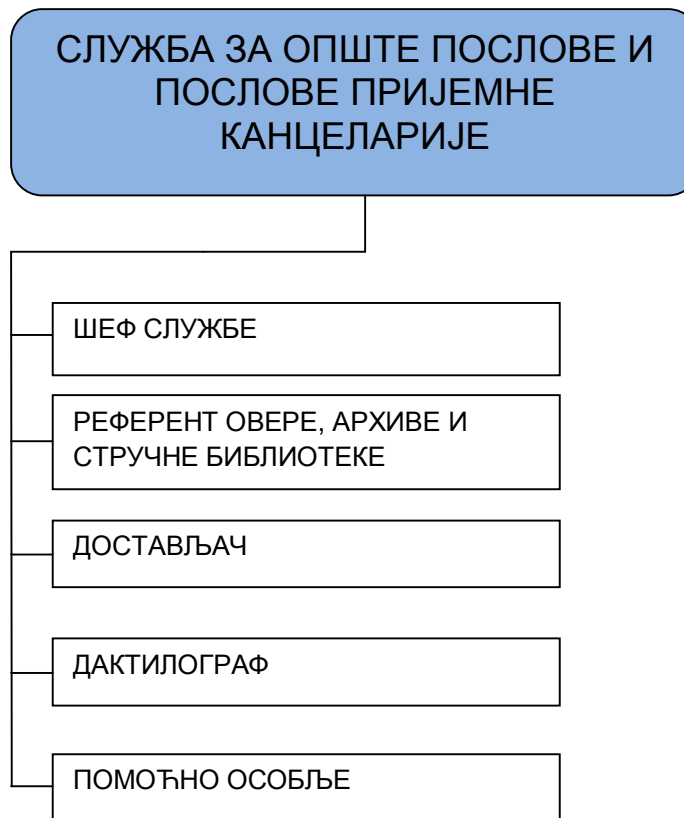 СЛУЖБА ЗА ОПШТЕ ПОСЛОВЕ И
ПОСЛОВЕ ПРИЈЕМНЕ
КАНЦЕЛАРИЈЕ
ШЕФ СЛУЖБЕ
РЕФЕРЕНТ ОВЕРЕ, АРХИВЕ И
СТРУЧНЕ БИБЛИОТЕКЕ
ДОСТАВЉАЧ
ДАКТИЛОГРАФ
ПОМОЋНО ОСОБЉЕ